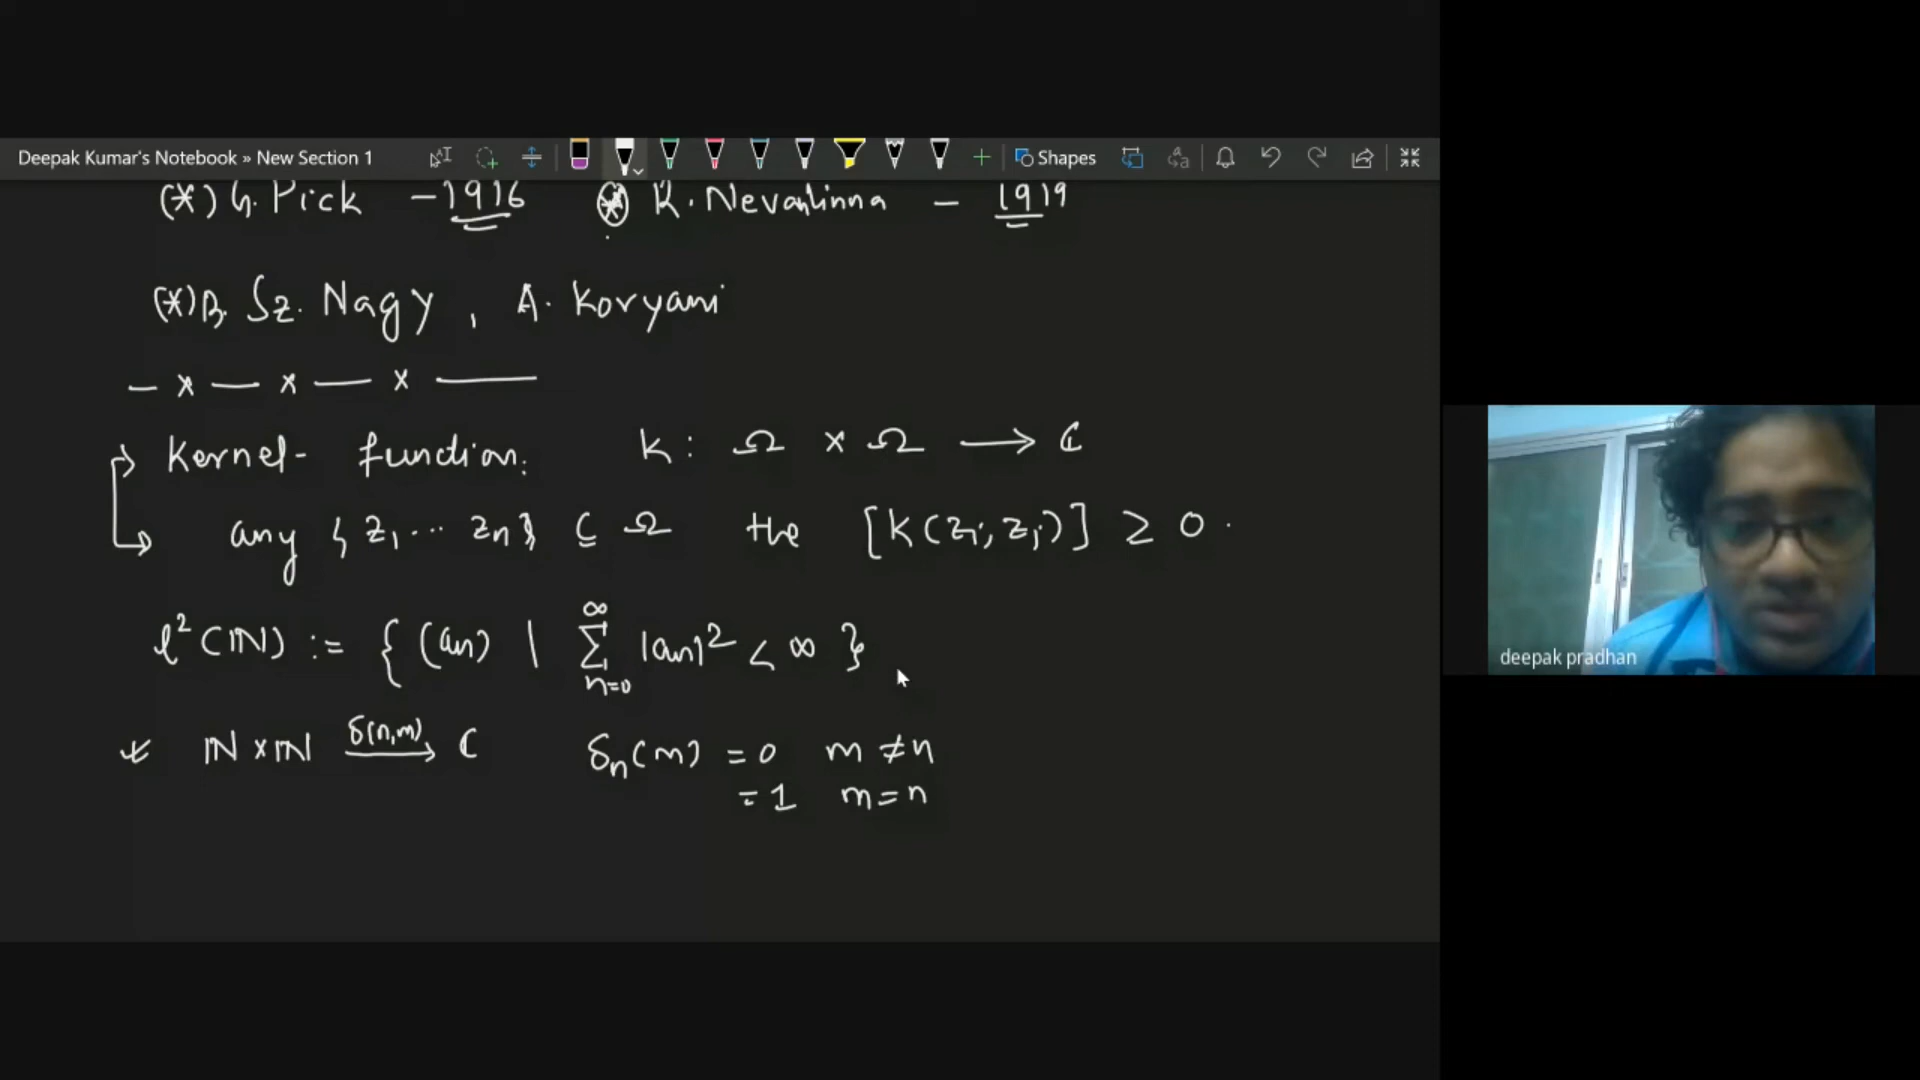 Deepak Kumar's Notebook » New Section 1
Shapes
(*) G. Pick - 1916 (*) R. Nevanlinna - 1919
(*) B. Sz. Nagy, A. Koryani
- x - x - x -
Kernel- function: K: Ω × Ω → ℂ
any { z₁ ... zₙ } ⊆ Ω the [K(zᵢ, zⱼ)] ≥ 0.
l²(ℕ) := { (aₙ) | ∑_{n=0}^{∞} |aₙ|² < ∞ }
* ℕ × ℕ —δ(n,m)→ ℂ δₙ(m) = 0 m ≠ n
= 1 m = n
deepak pradhan